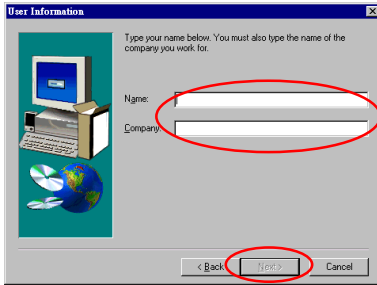 User Information
Type your name below. You must also type the name of the
company you work for.
Name:
Company:
< Back
Next >
Cancel